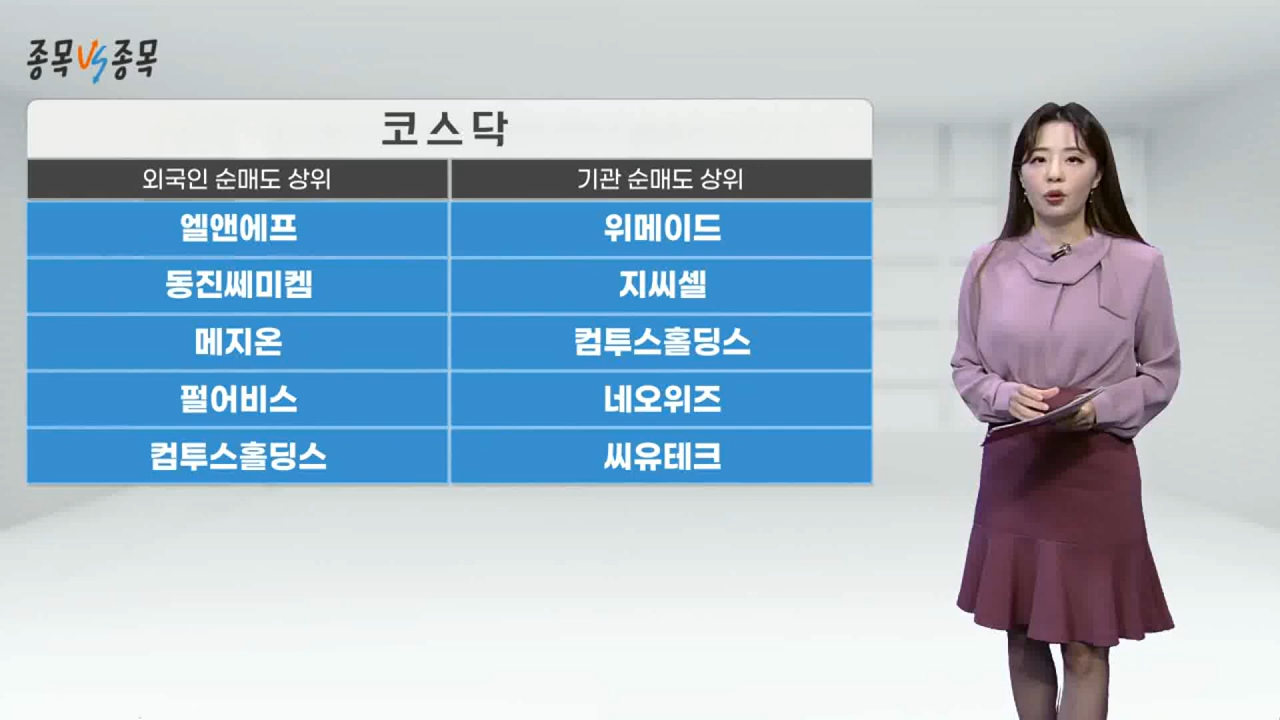 종목VS종목
코스닥
외국인 순매도 상위 기관 순매도 상위
엘앤에프 위메이드
동진쎄미켐 지씨셀
메지온 컴투스홀딩스
펄어비스 네오위즈
컴투스홀딩스 씨유테크